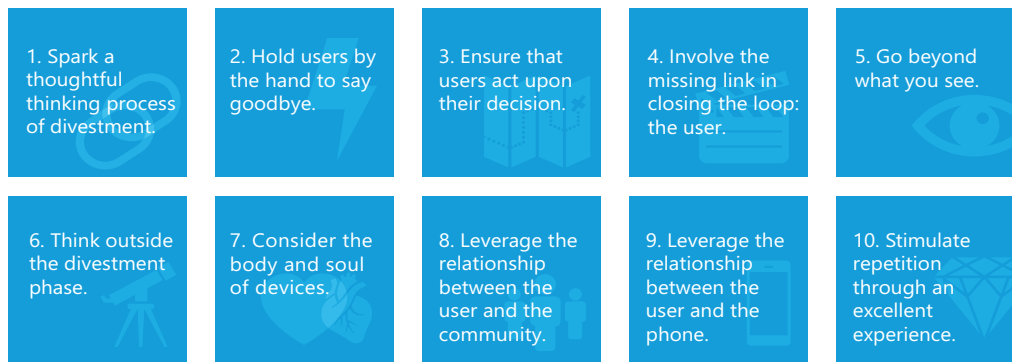 1. Spark a
thoughtful
thinking process
of divestment.
2. Hold users by
the hand to say
goodbye.
3. Ensure that
users act upon
their decision.
4. Involve the
missing link in
closing the loop:
the user.
5. Go beyond
what you see.
6. Think outside
the divestment
phase.
7. Consider the
body and soul
of devices.
8. Leverage the
relationship
between the
user and the
community.
9. Leverage the
relationship
between the
user and the
phone.
10. Stimulate
repetition
through an
excellent
experience.